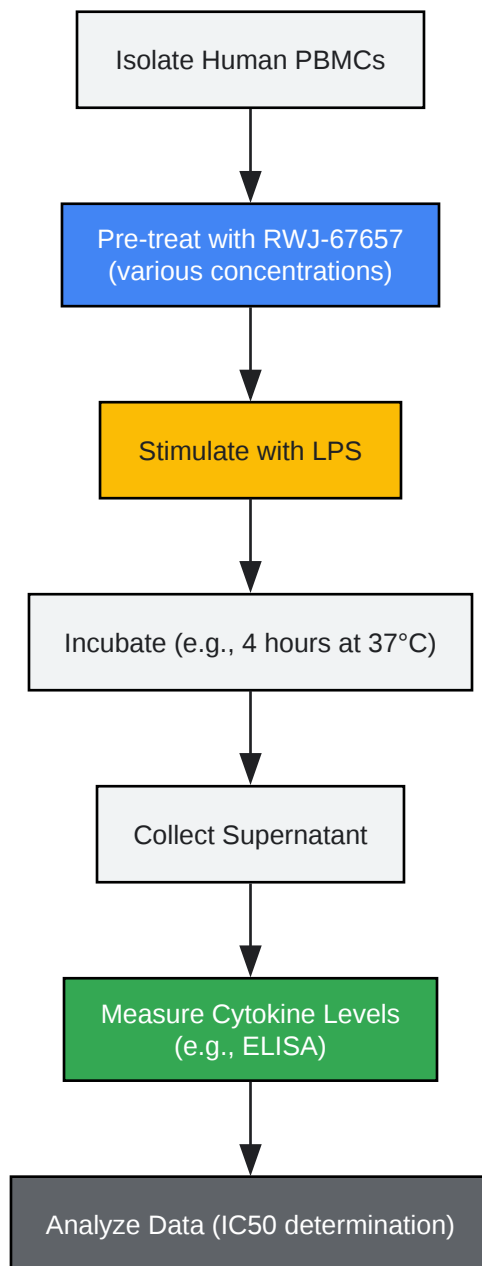 Isolate Human PBMCs
Pre-treat with RWJ-67657
(various concentrations)
Stimulate with LPS
Incubate (e.g., 4 hours at 37°C)
Collect Supernatant
Measure Cytokine Levels
(e.g., ELISA)
Analyze Data (IC50 determination)